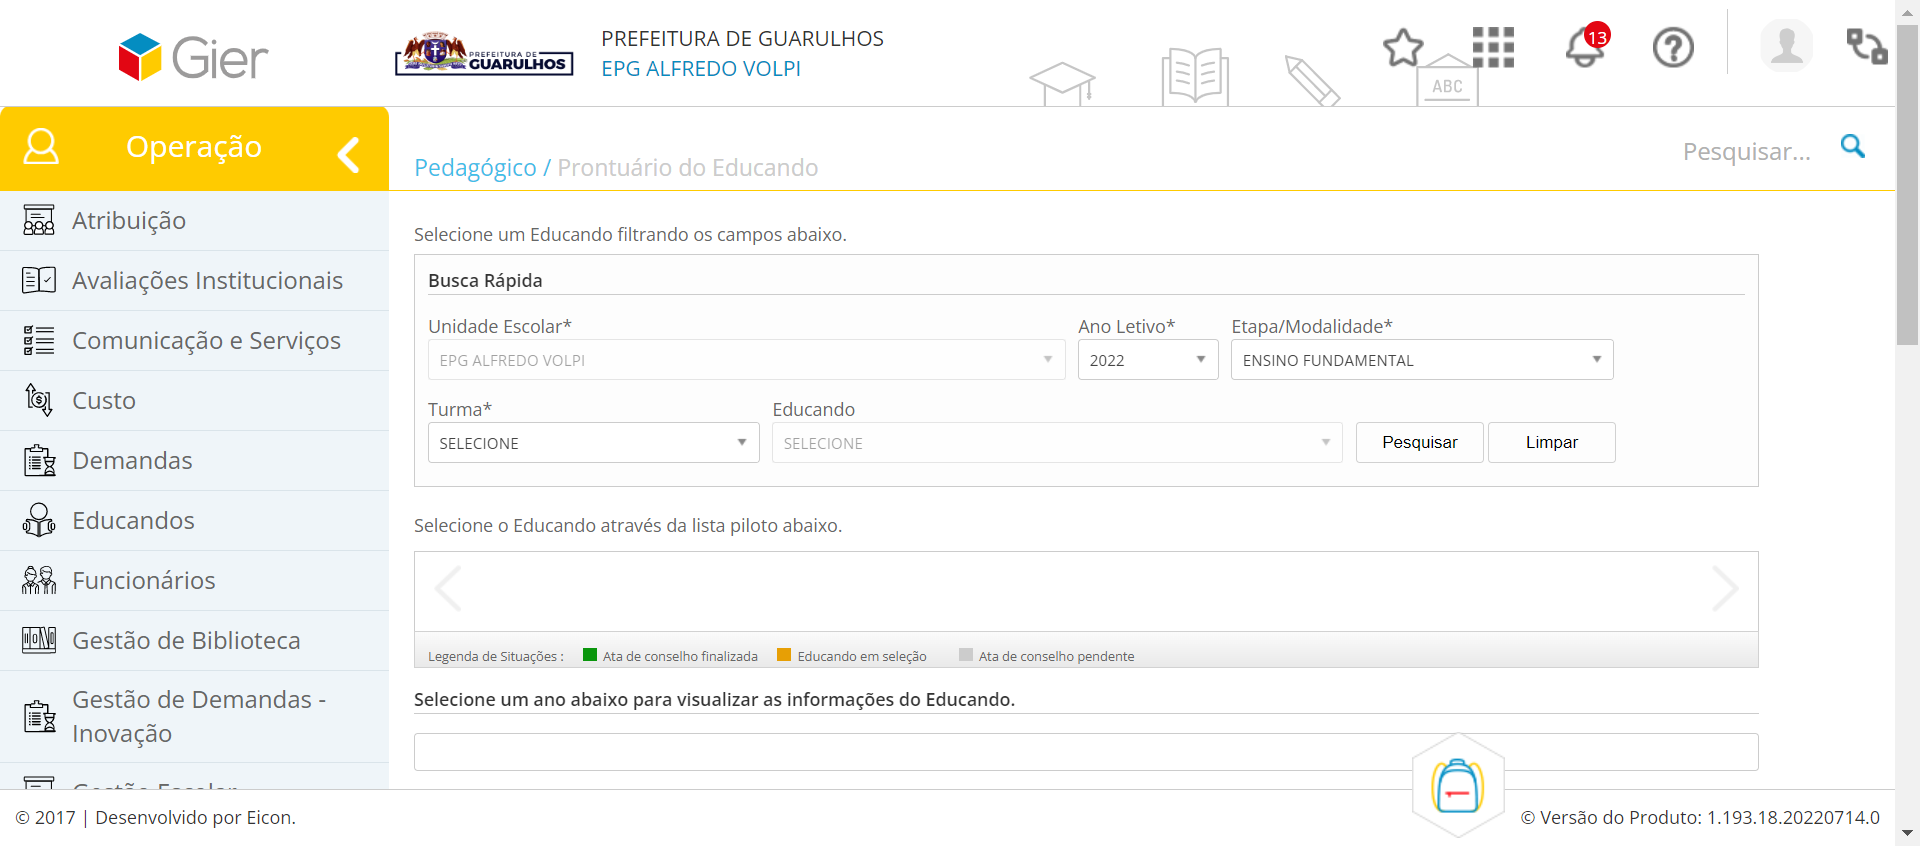 Gier
PREFEITURA DE
GUARULHOS
PREFEITURA DE GUARULHOS
EPG ALFREDO VOLPI
ABC
13
Operação
Pedagógico / Prontuário do Educando
Pesquisar...
Atribuição
Avaliações Institucionais
Comunicação e Serviços
Custo
Demandas
Educandos
Funcionários
Gestão de Biblioteca
Gestão de Demandas -
Inovação
Gestão Escolar
Selecione um Educando filtrando os campos abaixo.
Busca Rápida
Unidade Escolar* Ano Letivo* Etapa/Modalidade*
EPG ALFREDO VOLPI 2022 ENSINO FUNDAMENTAL
Turma* Educando
SELECIONE SELECIONE Pesquisar Limpar
Selecione o Educando através da lista piloto abaixo.
Legenda de Situações : Ata de conselho finalizada Educando em seleção Ata de conselho pendente
Selecione um ano abaixo para visualizar as informações do Educando.
© 2017 | Desenvolvido por Eicon.
© Versão do Produto: 1.193.18.20220714.0